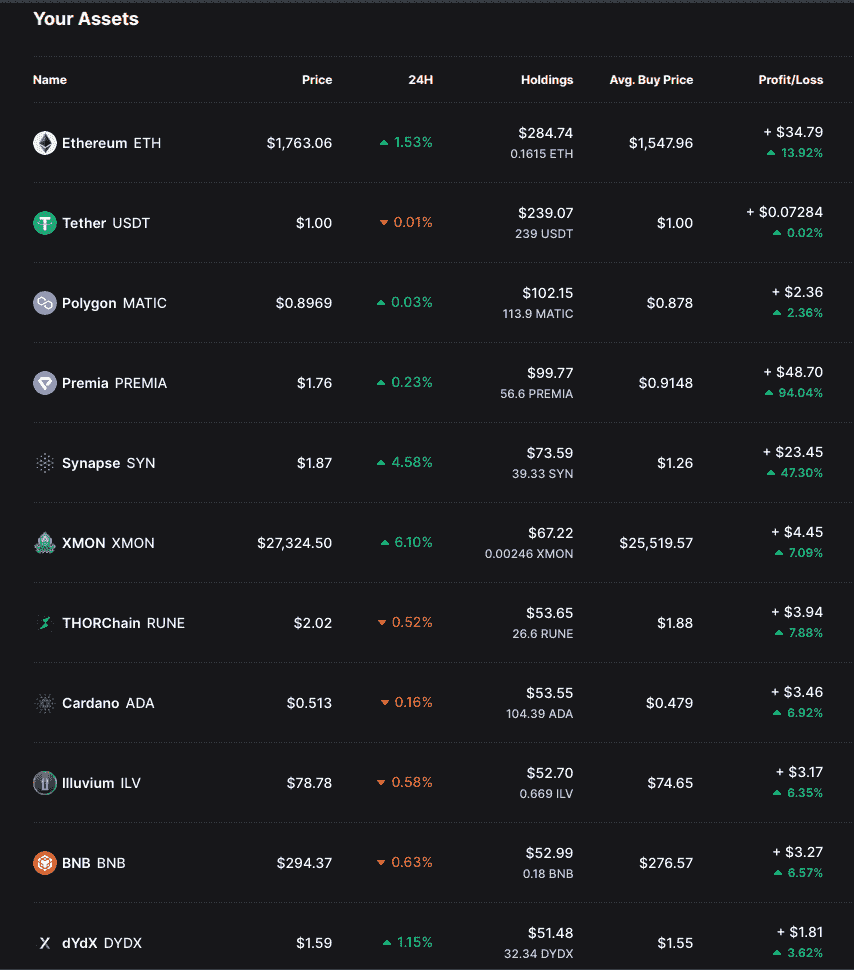 Your Assets
Name Price 24H Holdings Avg. Buy Price Profit/Loss
Ethereum ETH $1,763.06 1.53% $284.74 $1,547.96 + $34.79
0.1615 ETH 13.92%
Tether USDT $1.00 0.01% $239.07 $1.00 + $0.07284
239 USDT 0.02%
Polygon MATIC $0.8969 0.03% $102.15 $0.878 + $2.36
113.9 MATIC 2.36%
Premia PREMIA $1.76 0.23% $99.77 $0.9148 + $48.70
56.6 PREMIA 94.04%
Synapse SYN $1.87 4.58% $73.59 $1.26 + $23.45
39.33 SYN 47.30%
XMON XMON $27,324.50 6.10% $67.22 $25,519.57 + $4.45
0.00246 XMON 7.09%
THORChain RUNE $2.02 0.52% $53.65 $1.88 + $3.94
26.6 RUNE 7.88%
Cardano ADA $0.513 0.16% $53.55 $0.479 + $3.46
104.39 ADA 6.92%
Illuvium ILV $78.78 0.58% $52.70 $74.65 + $3.17
0.669 ILV 6.35%
BNB BNB $294.37 0.63% $52.99 $276.57 + $3.27
0.18 BNB 6.57%
dYdX DYDX $1.59 1.15% $51.48 $1.55 + $1.81
32.34 DYDX 3.62%